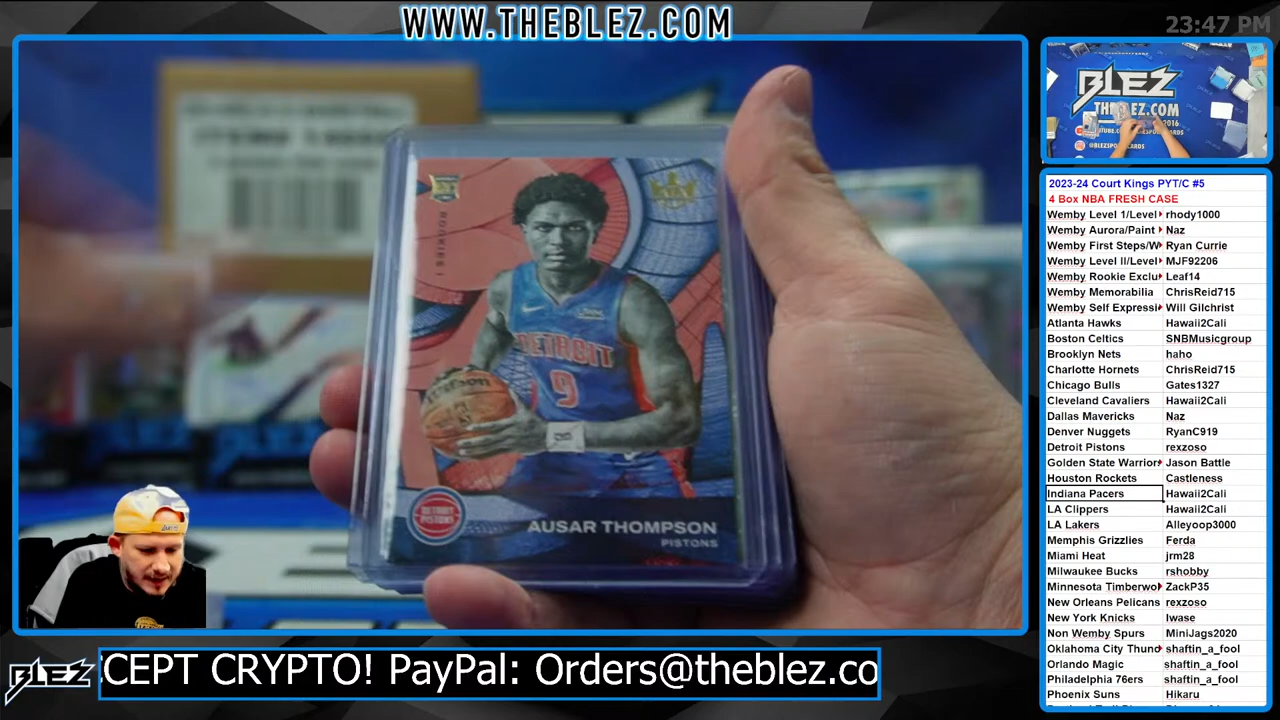 WWW.THEBLEZ.COM
23:47 PM
RC
ROOKIES I
DETROIT
9
Wilson
DETROIT
PISTONS
AUSAR THOMPSON
PISTONS
BLEZ
THEBLEZ.COM
2016
@BLEZSPORTSCARDS
2023-24 Court Kings PYT/C #5
4 Box NBA FRESH CASE
Wemby Level 1/Level rhody1000
Wemby Aurora/Paint Naz
Wemby First Steps/W Ryan Currie
Wemby Level II/Level MJF92206
Wemby Rookie Exclu Leaf14
Wemby Memorabilia ChrisReid715
Wemby Self Expressi Will Gilchrist
Atlanta Hawks Hawaii2Cali
Boston Celtics SNBMusicgroup
Brooklyn Nets haho
Charlotte Hornets ChrisReid715
Chicago Bulls Gates1327
Cleveland Cavaliers Hawaii2Cali
Dallas Mavericks Naz
Denver Nuggets RyanC919
Detroit Pistons rexzoso
Golden State Warrior Jason Battle
Houston Rockets Castleness
Indiana Pacers Hawaii2Cali
LA Clippers Hawaii2Cali
LA Lakers Alleyoop3000
Memphis Grizzlies Ferda
Miami Heat jrm28
Milwaukee Bucks rshobby
Minnesota Timberwo ZackP35
New Orleans Pelicans rexzoso
New York Knicks Iwase
Non Wemby Spurs MiniJags2020
Oklahoma City Thund shaftin_a_fool
Orlando Magic shaftin_a_fool
Philadelphia 76ers shaftin_a_fool
Phoenix Suns Hikaru
BLEZ
CEPT CRYPTO! PayPal: Orders@theblez.co